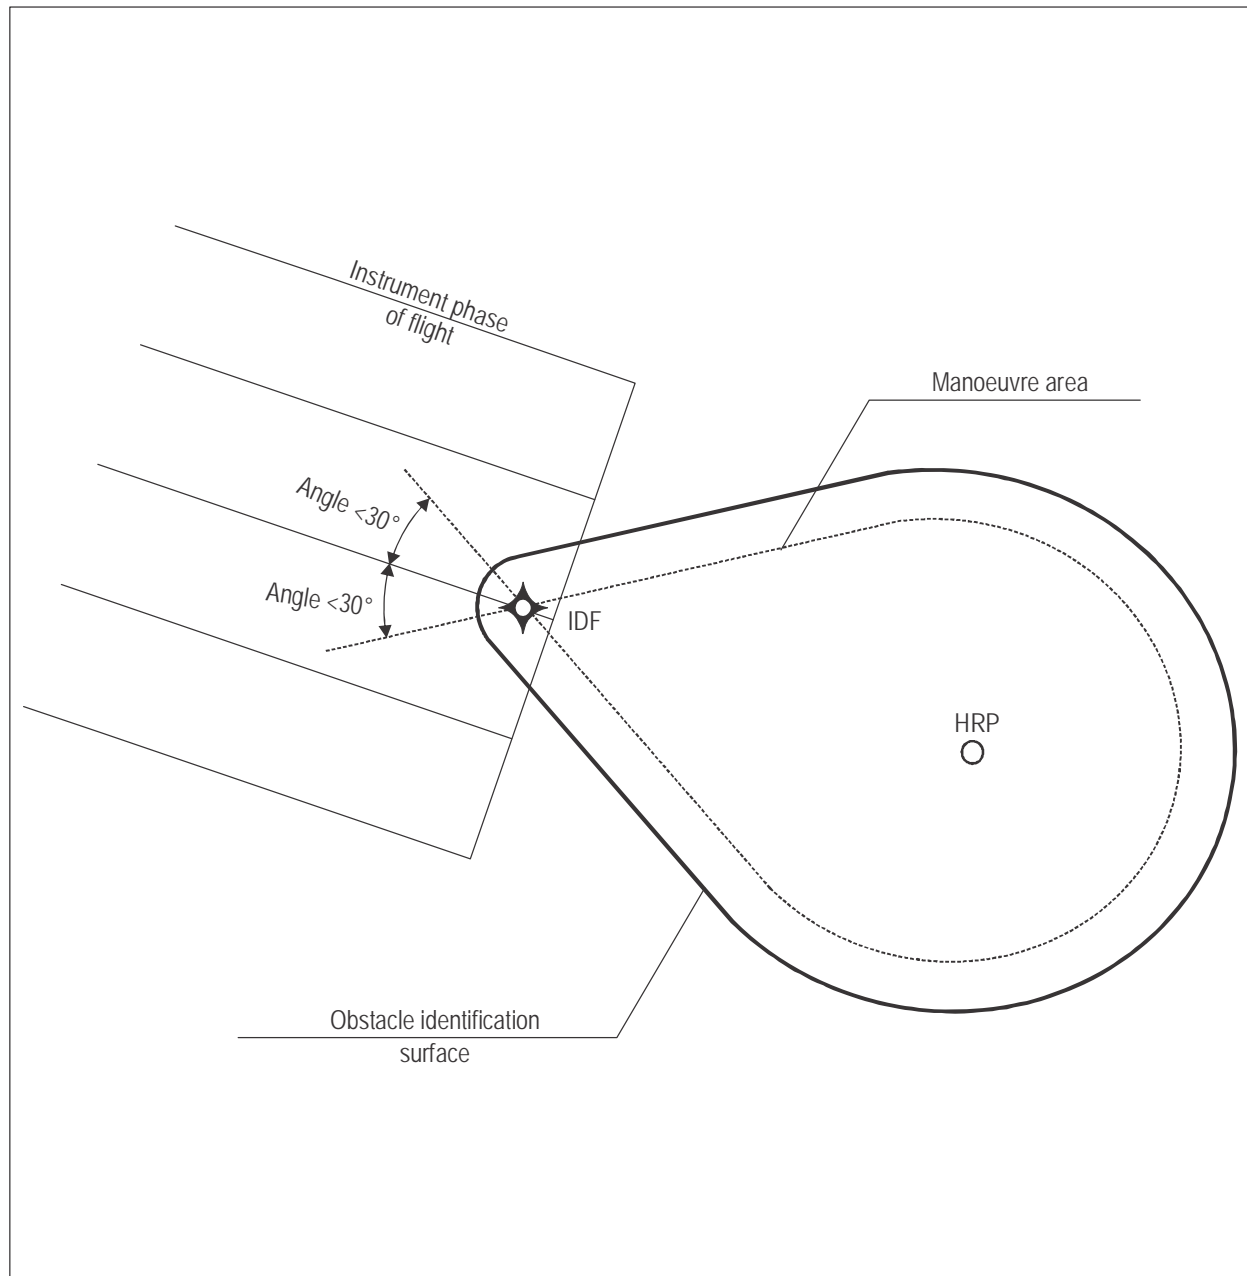 Instrument phase
of flight
Manoeuvre area
Angle <30°
Angle <30°
IDF
HRP
Obstacle identification
surface